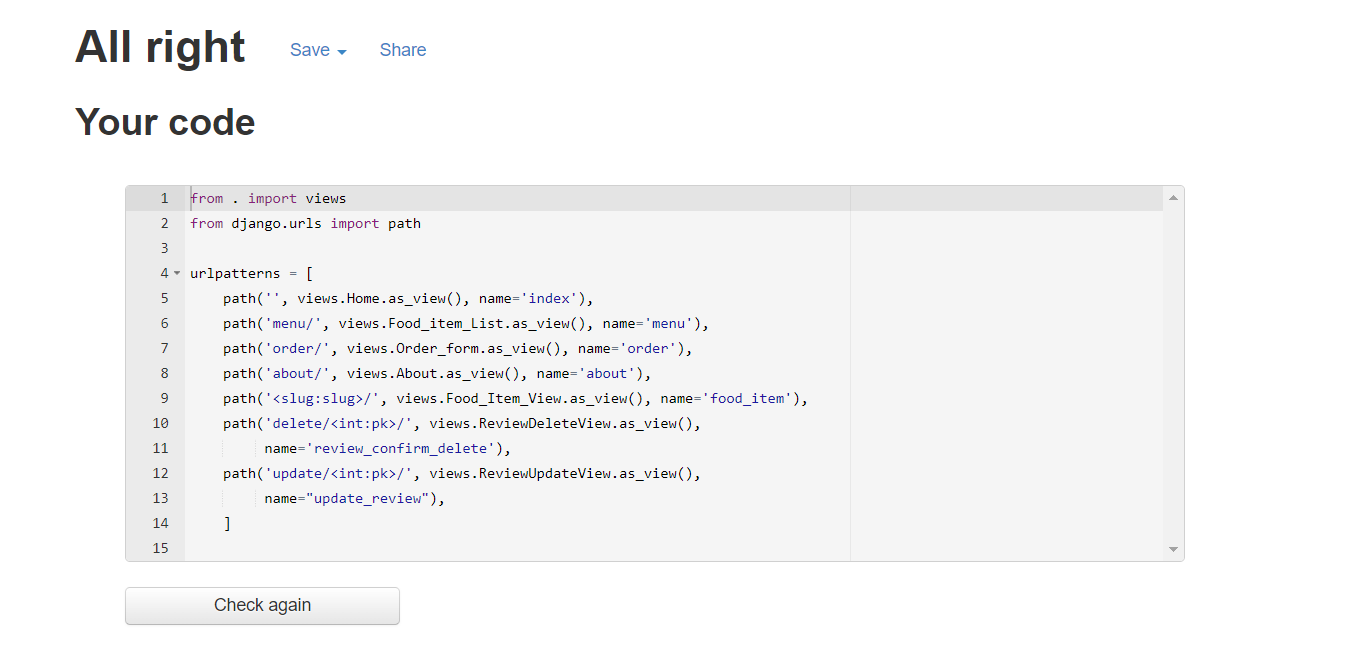 All right Save Share
Your code
1 from . import views
2 from django.urls import path
3
4 urlpatterns = [
5     path('', views.Home.as_view(), name='index'),
6     path('menu/', views.Food_item_List.as_view(), name='menu'),
7     path('order/', views.Order_form.as_view(), name='order'),
8     path('about/', views.About.as_view(), name='about'),
9     path('<slug:slug>/', views.Food_Item_View.as_view(), name='food_item'),
10     path('delete/<int:pk>/', views.ReviewDeleteView.as_view(),
11          name='review_confirm_delete'),
12     path('update/<int:pk>/', views.ReviewUpdateView.as_view(),
13          name="update_review"),
14     ]
15
Check again